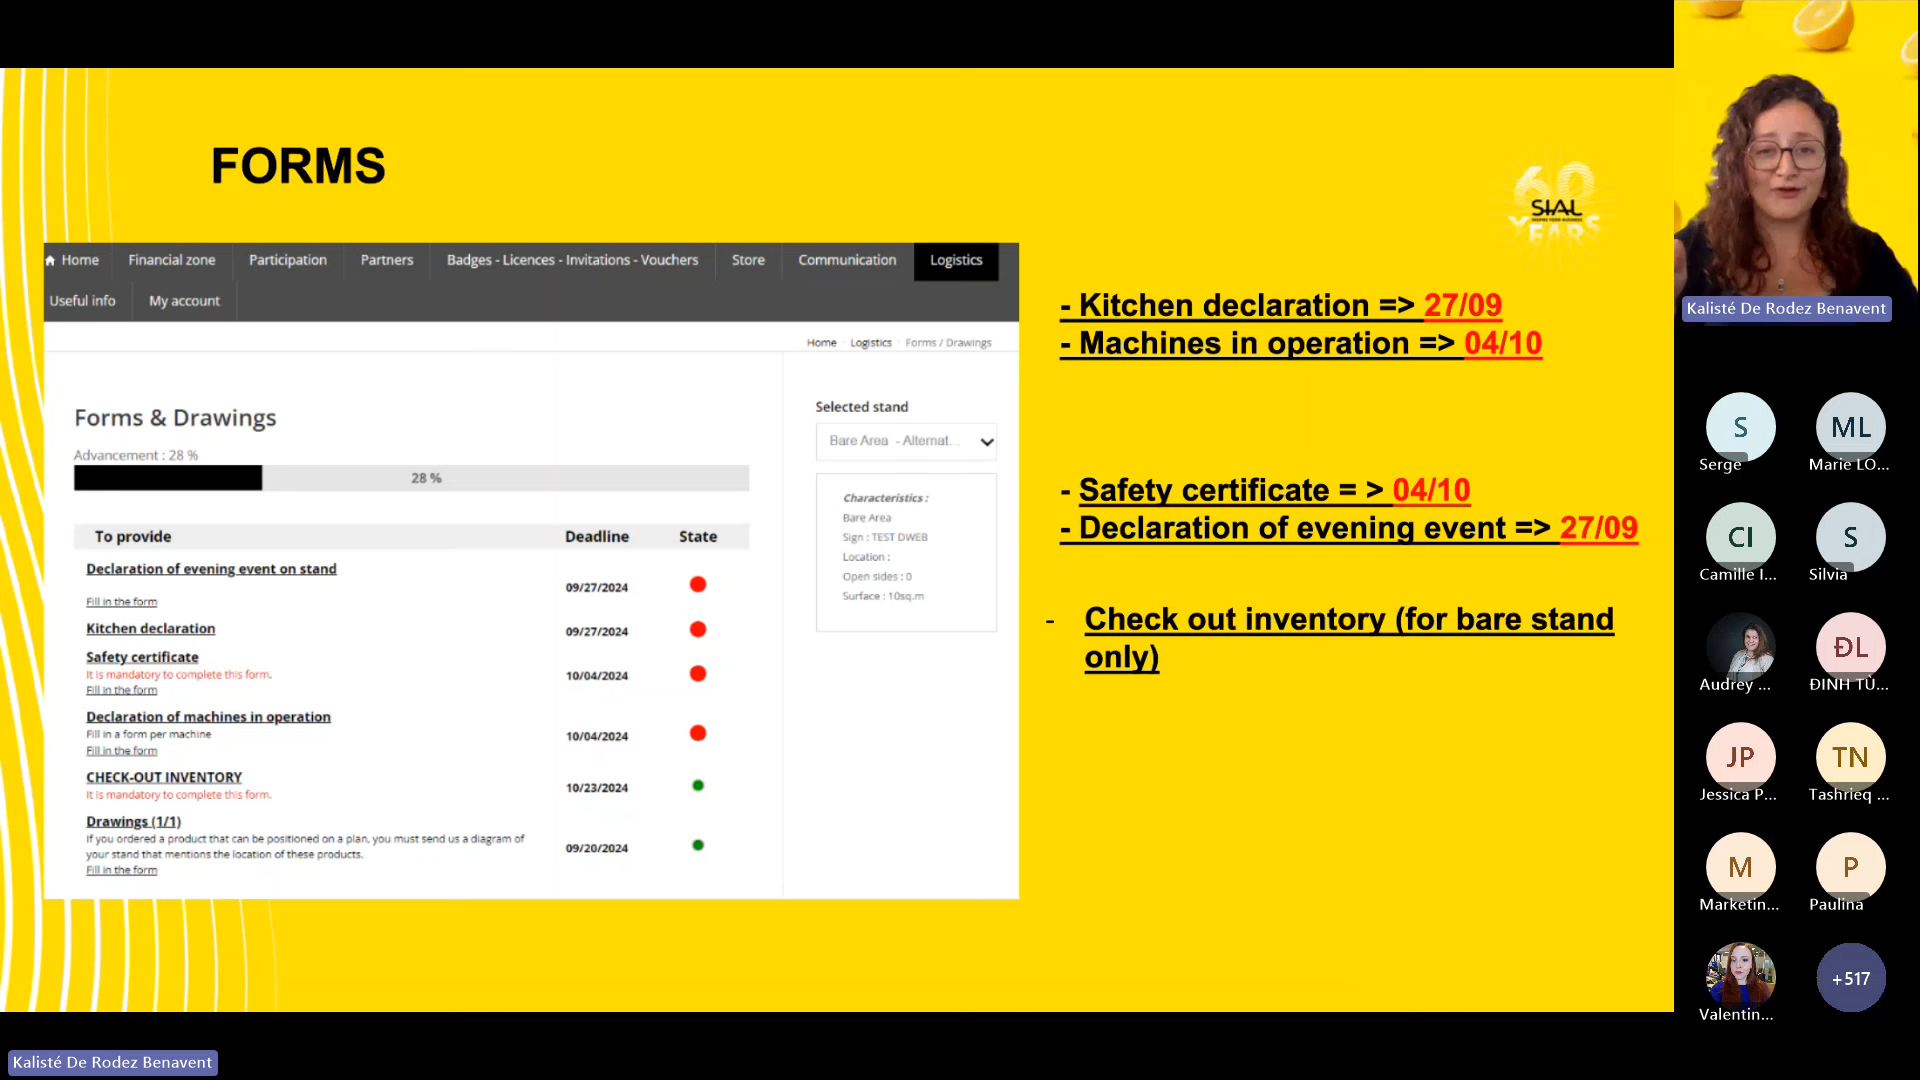 FORMS
60
SIAL
INSPIRE FOOD BUSINESS
YEARS
Home Financial zone Participation Partners Badges - Licences - Invitations - Vouchers Store Communication Logistics
Useful info My account
Home Logistics Forms / Drawings
Forms & Drawings
Advancement : 28 %
28 %
To provide Deadline State
Declaration of evening event on stand
Fill in the form
09/27/2024
Kitchen declaration
09/27/2024
Safety certificate
It is mandatory to complete this form.
Fill in the form
10/04/2024
Declaration of machines in operation
Fill in a form per machine
Fill in the form
10/04/2024
CHECK-OUT INVENTORY
It is mandatory to complete this form.
10/23/2024
Drawings (1/1)
If you ordered a product that can be positioned on a plan, you must send us a diagram of
your stand that mentions the location of these products.
Fill in the form
09/20/2024
Selected stand
Bare Area - Alternat...
Characteristics :
Bare Area
Sign : TEST DWEB
Location :
Open sides : 0
Surface : 10sq.m
- Kitchen declaration => 27/09
- Machines in operation => 04/10
- Safety certificate = > 04/10
- Declaration of evening event => 27/09
- Check out inventory (for bare stand
only)
Kalisté De Rodez Benavent
S
Serge
ML
Marie LO...
CI
Camille I...
S
Silvia
Audrey ...
ĐL
ĐINH TÙ...
JP
Jessica P...
TN
Tashrieq ...
M
Marketin...
P
Paulina
Valentin...
+517
Kalisté De Rodez Benavent